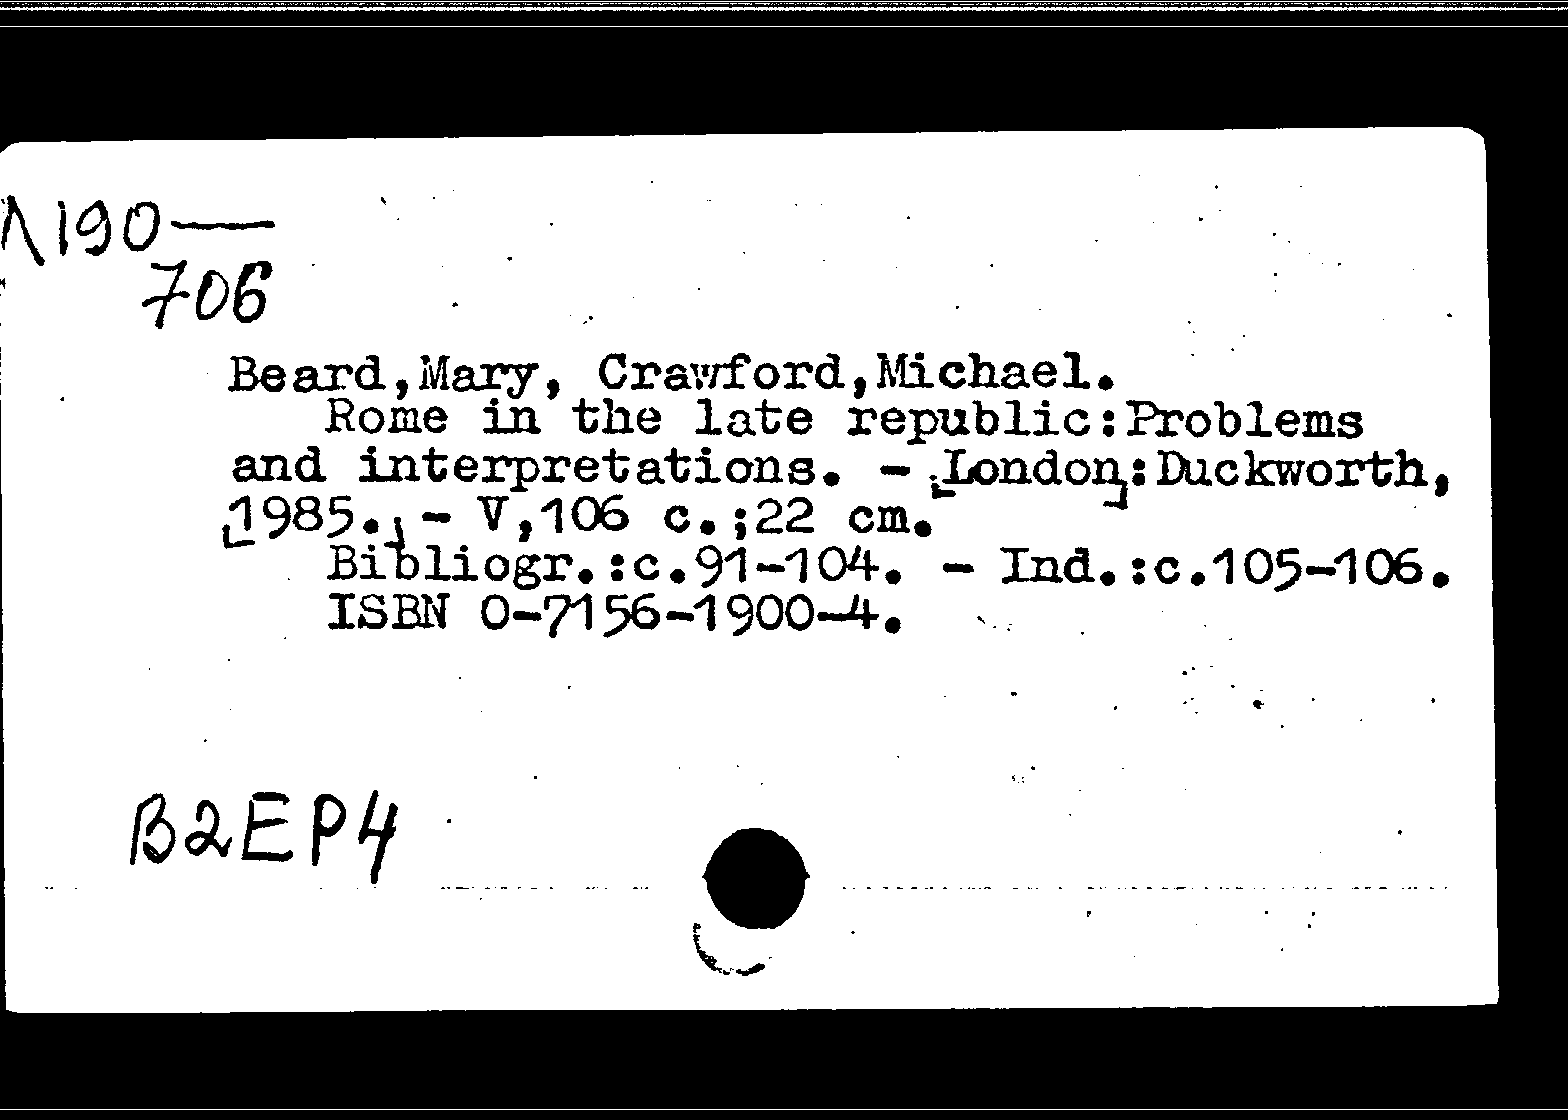 Λ190—
706
Beard,Mary, Crawford,Michael.
Rome in the late republic:Problems
and interpretations. - [London]:Duckworth,
[1985.] - V,106 c.;22 cm.
Bibliogr.:c.91-104. - Ind.:c.105-106.
ISBN 0-7156-1900-4.
B2EP4